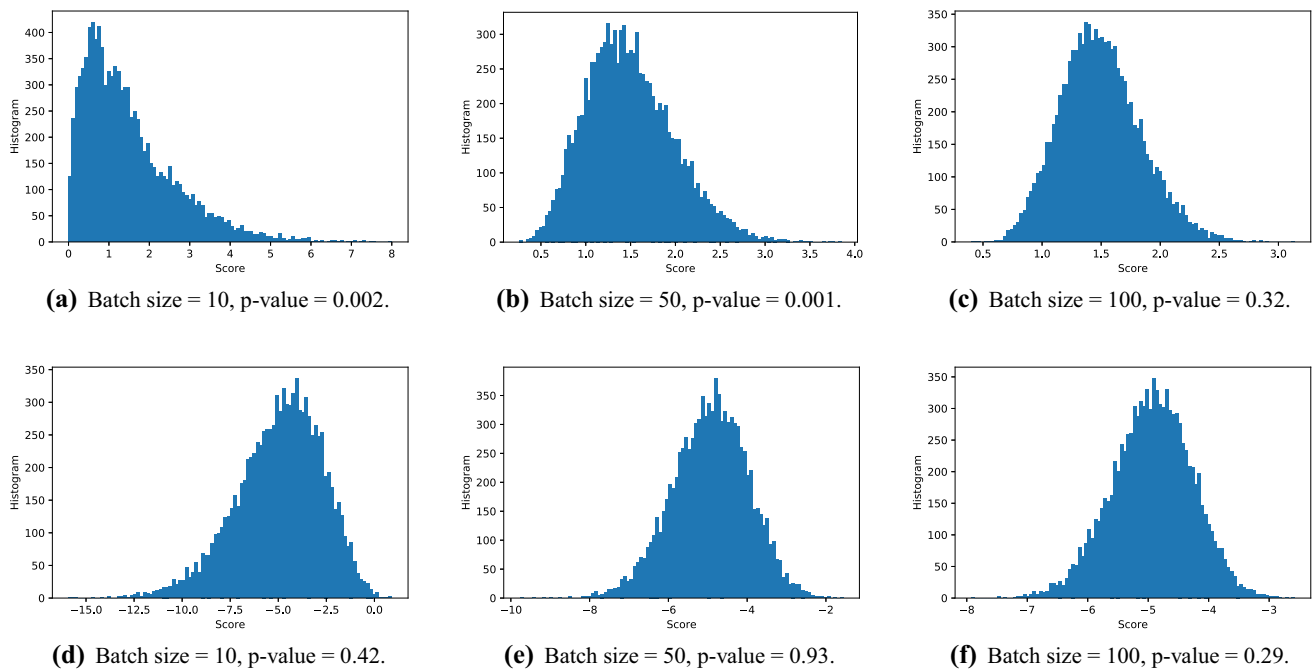 400
350
300
250
200
150
100
50
0
Histogram
0 1 2 3 4 5 6 7 8
Score
(a) Batch size = 10, p-value = 0.002.
300
250
200
150
100
50
0
Histogram
0.5 1.0 1.5 2.0 2.5 3.0 3.5 4.0
Score
(b) Batch size = 50, p-value = 0.001.
350
300
250
200
150
100
50
0
Histogram
0.5 1.0 1.5 2.0 2.5 3.0
Score
(c) Batch size = 100, p-value = 0.32.
350
300
250
200
150
100
50
0
Histogram
−15.0 −12.5 −10.0 −7.5 −5.0 −2.5 0.0
Score
(d) Batch size = 10, p-value = 0.42.
350
300
250
200
150
100
50
0
Histogram
−10 −8 −6 −4 −2
Score
(e) Batch size = 50, p-value = 0.93.
350
300
250
200
150
100
50
0
Histogram
−8 −7 −6 −5 −4 −3
Score
(f) Batch size = 100, p-value = 0.29.